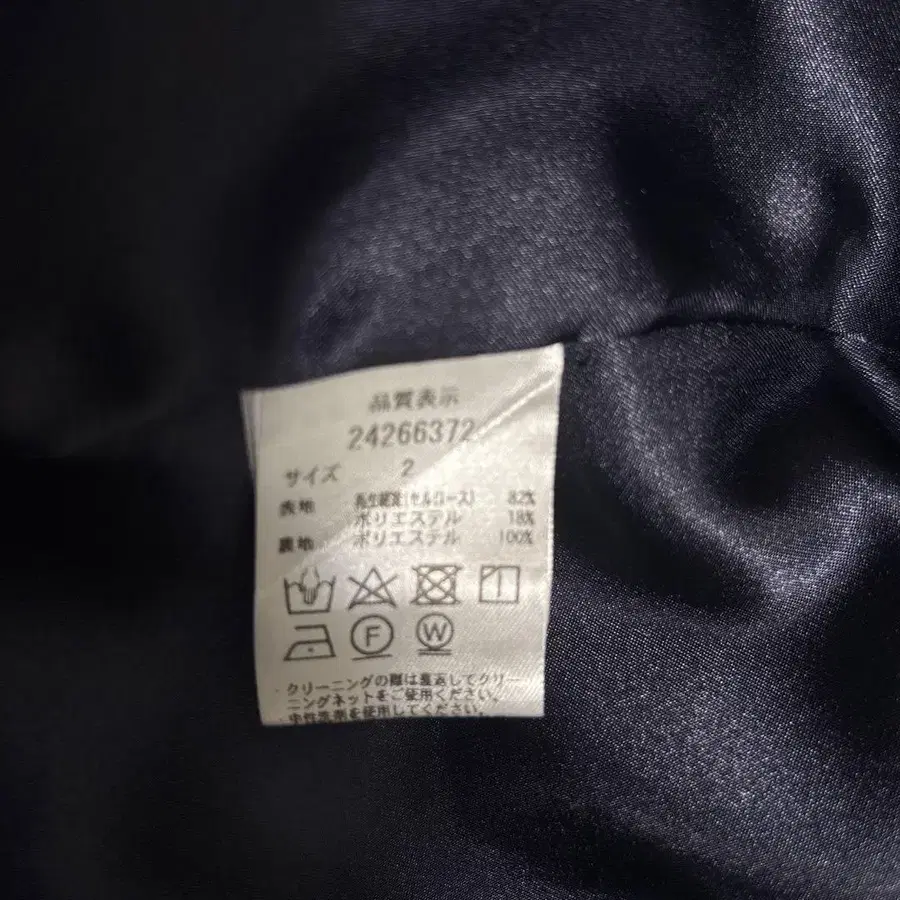 品質表示
24266372
サイズ 2
表地 再生繊維(セルロース) 82%
ポリエステル 18%
裏地 ポリエステル 100%
F W
・クリーニングの際は裏返してクリー
ニングネットをご使用ください。
・中性洗剤を使用してください。